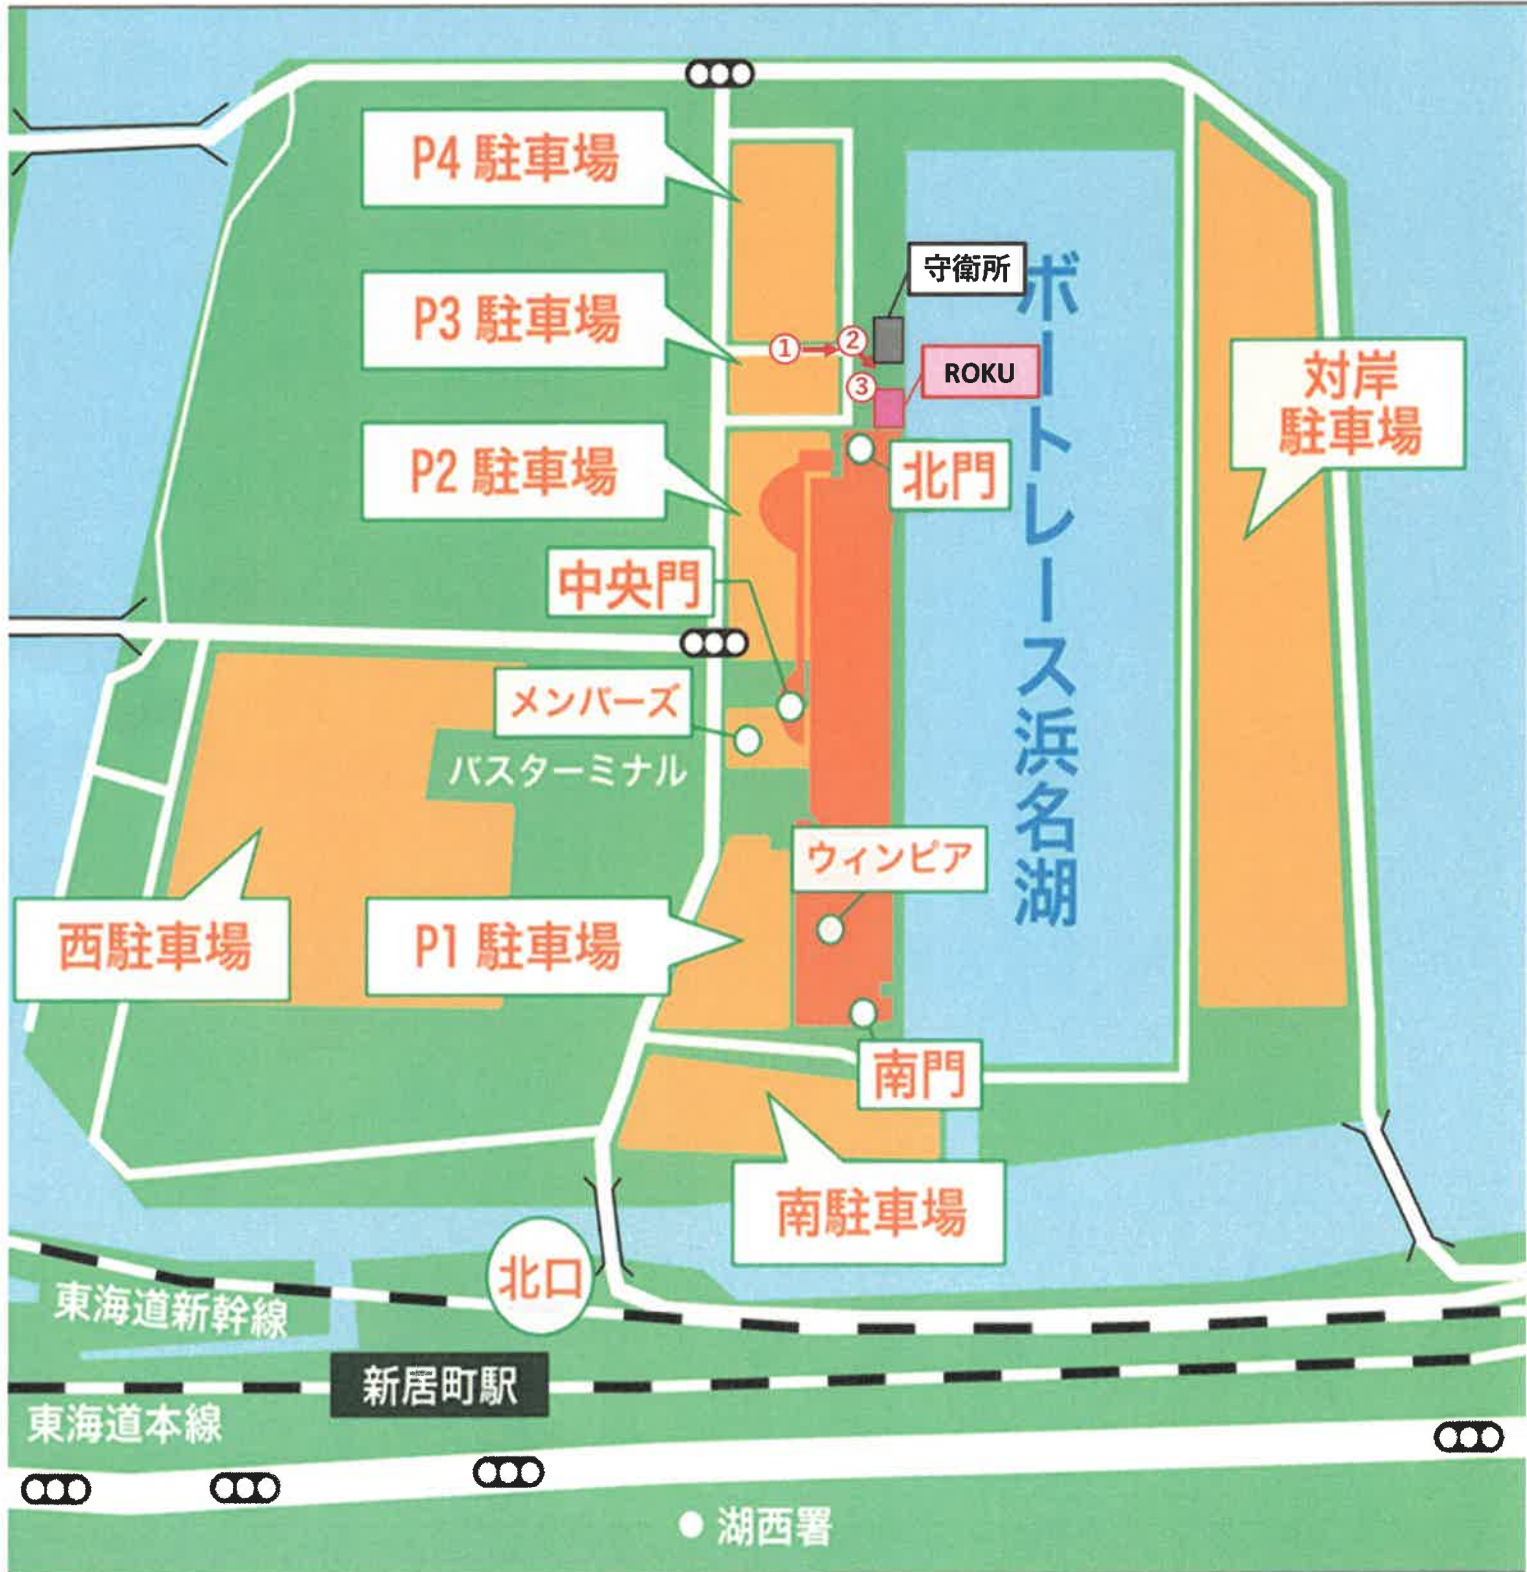 P4 駐車場
守衛所
P3 駐車場
①
②
③
ROKU
対岸
駐車場
P2 駐車場
北門
ボートレース浜名湖
中央門
メンバーズ
バスターミナル
ウィンピア
西駐車場
P1 駐車場
南門
南駐車場
北口
東海道新幹線
新居町駅
東海道本線
湖西署